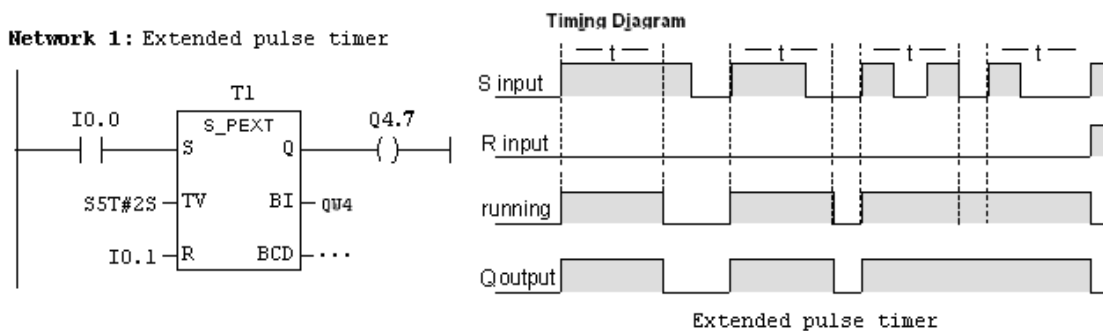 Network 1: Extended pulse timer
T1
S_PEXT
I0.0
S
Q
Q4.7
S5T#2S
TV
BI
QW4
I0.1
R
BCD
...
Timing Diagram
t
t
t
t
S input
R input
running
Q output
Extended pulse timer